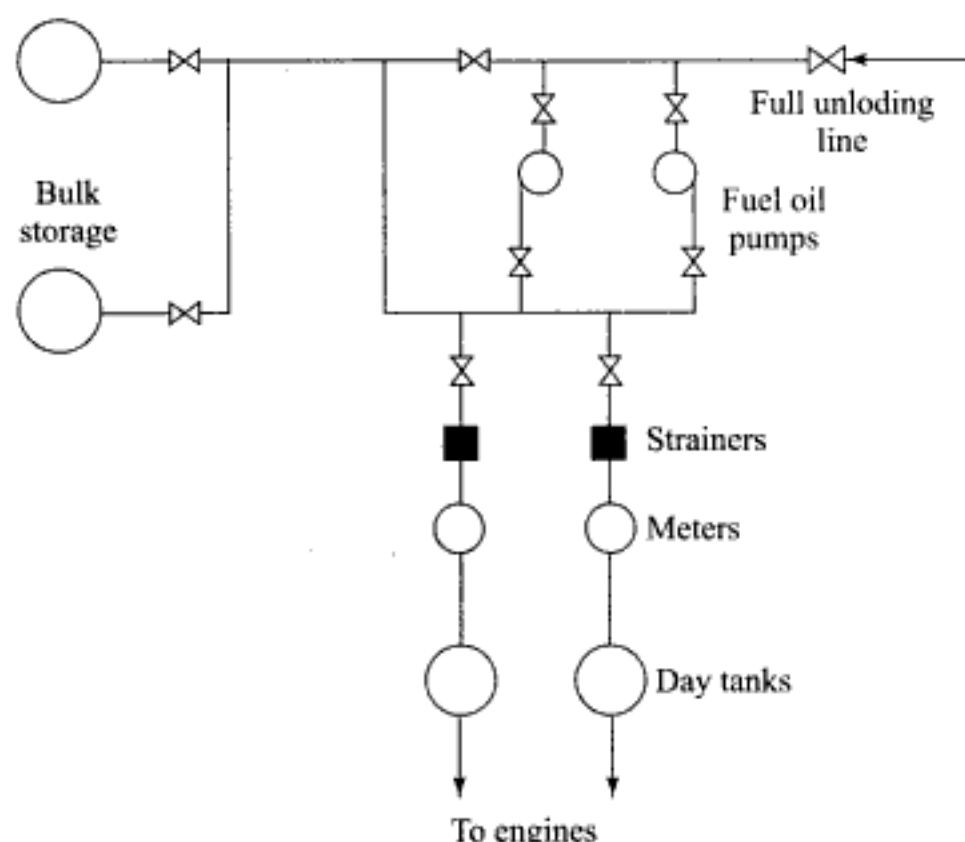 Full unloding
line
Bulk
storage
Fuel oil
pumps
Strainers
Meters
Day tanks
To engines